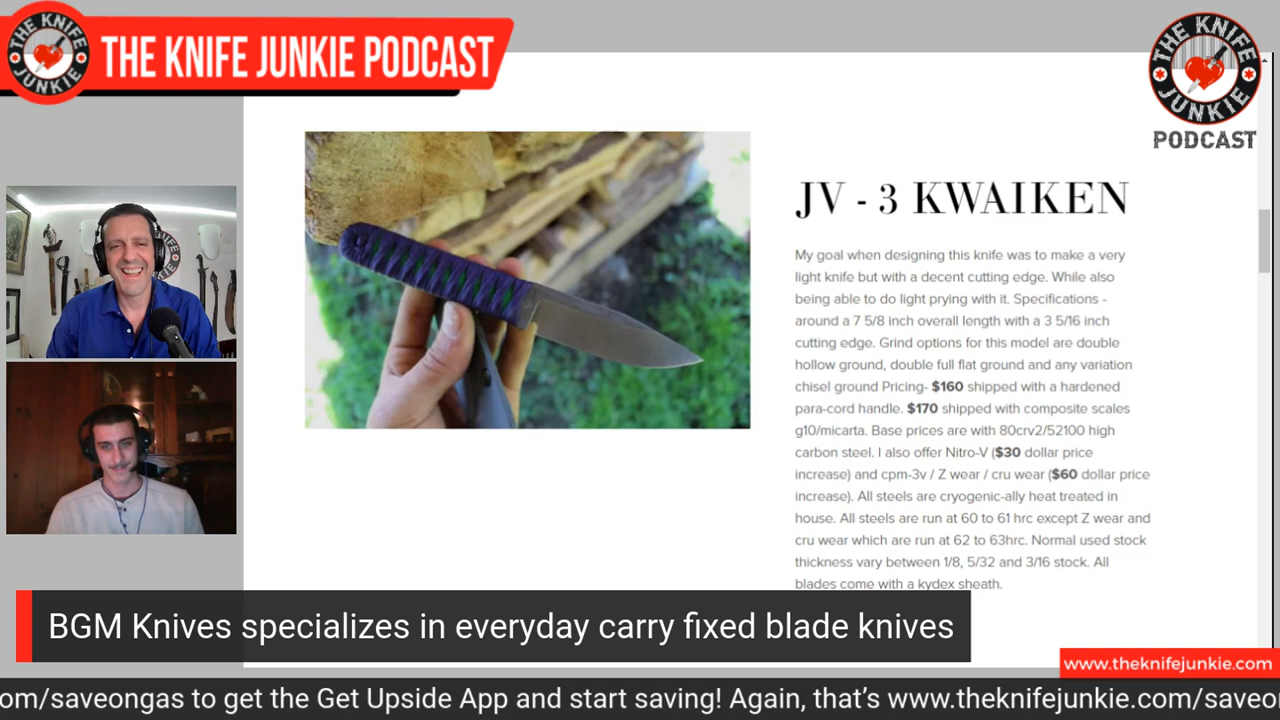 THE KNIFE JUNKIE
THE KNIFE JUNKIE PODCAST
THE KNIFE JUNKIE
PODCAST
THE KNIFE
JUNKIE
JV - 3 KWAIKEN
My goal when designing this knife was to make a very
light knife but with a decent cutting edge. While also
being able to do light prying with it. Specifications -
around a 7 5/8 inch overall length with a 3 5/16 inch
cutting edge. Grind options for this model are double
hollow ground, double full flat ground and any variation
chisel ground Pricing- $160 shipped with a hardened
para-cord handle. $170 shipped with composite scales
g10/micarta. Base prices are with 80crv2/52100 high
carbon steel. I also offer Nitro-V ($30 dollar price
increase) and cpm-3v / Z wear / cru wear ($60 dollar price
increase). All steels are cryogenic-ally heat treated in
house. All steels are run at 60 to 61 hrc except Z wear and
cru wear which are run at 62 to 63hrc. Normal used stock
thickness vary between 1/8, 5/32 and 3/16 stock. All
blades come with a kydex sheath.
BGM Knives specializes in everyday carry fixed blade knives
www.theknifejunkie.com
om/saveongas to get the Get Upside App and start saving! Again, that's www.theknifejunkie.com/saveo